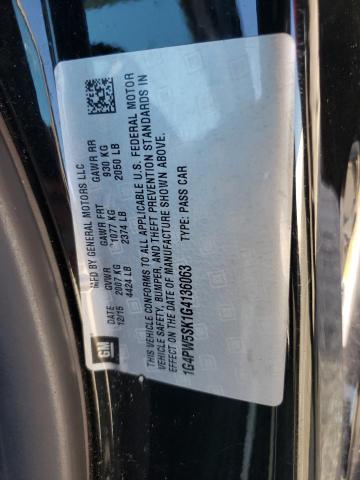 GM
MFD BY GENERAL MOTORS LLC
DATE GVWR GAWR FRT GAWR RR
12/15 2007 KG 1077 KG 930 KG
4424 LB 2374 LB 2050 LB
THIS VEHICLE CONFORMS TO ALL APPLICABLE U.S. FEDERAL MOTOR
VEHICLE SAFETY, BUMPER, AND THEFT PREVENTION STANDARDS IN
EFFECT ON THE DATE OF MANUFACTURE SHOWN ABOVE.
1G4PW5SK1G4136063 TYPE: PASS CAR